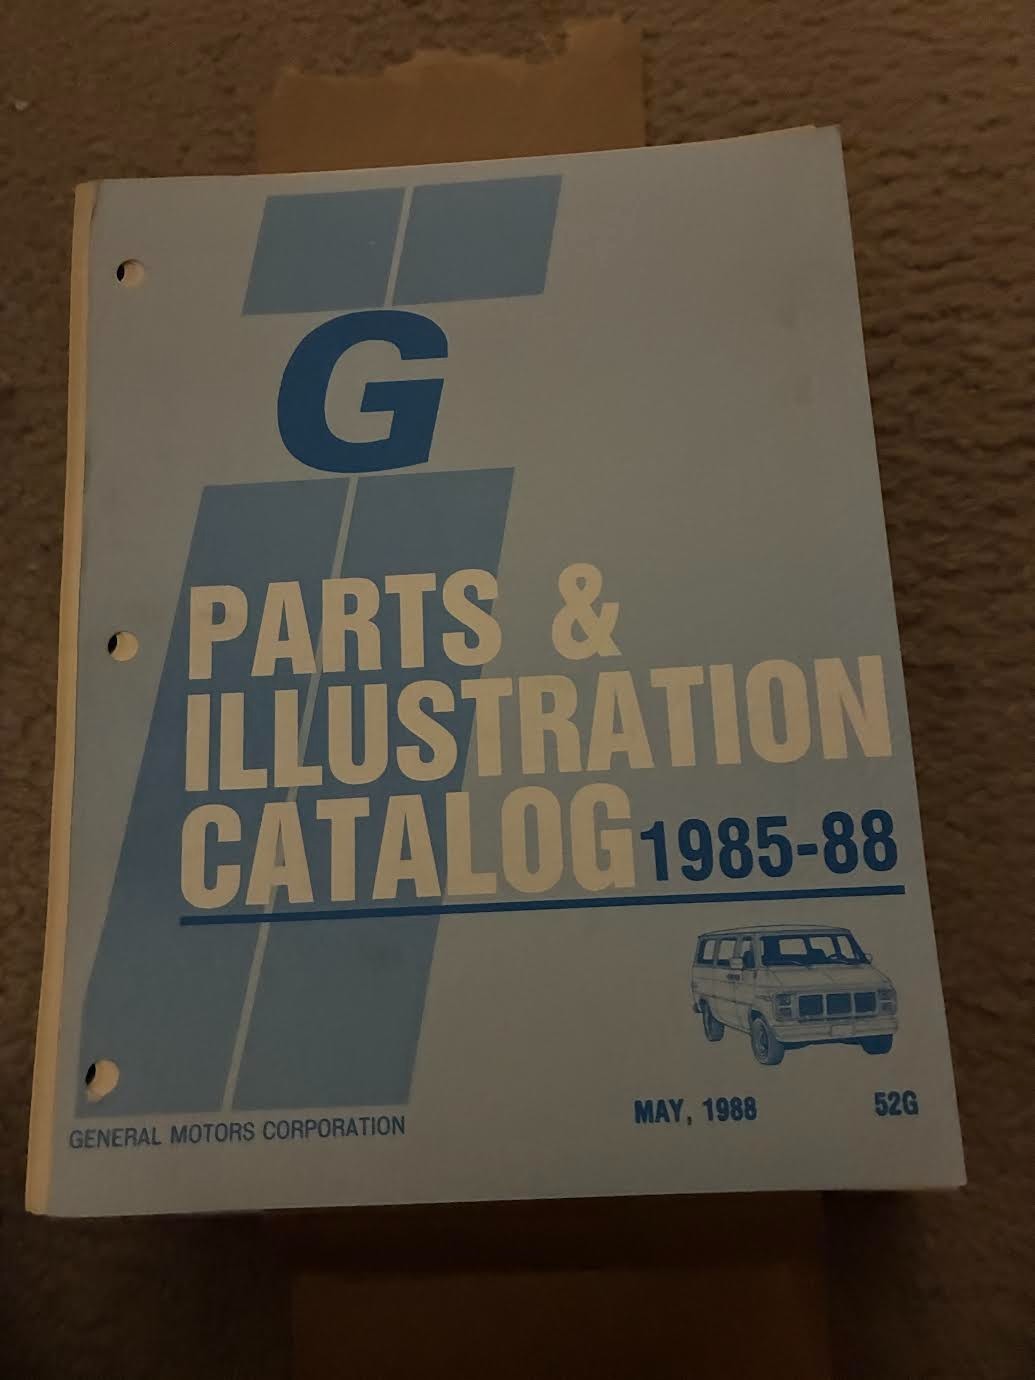 G
PARTS &
ILLUSTRATION
CATALOG 1985-88
MAY, 1988 52G
GENERAL MOTORS CORPORATION